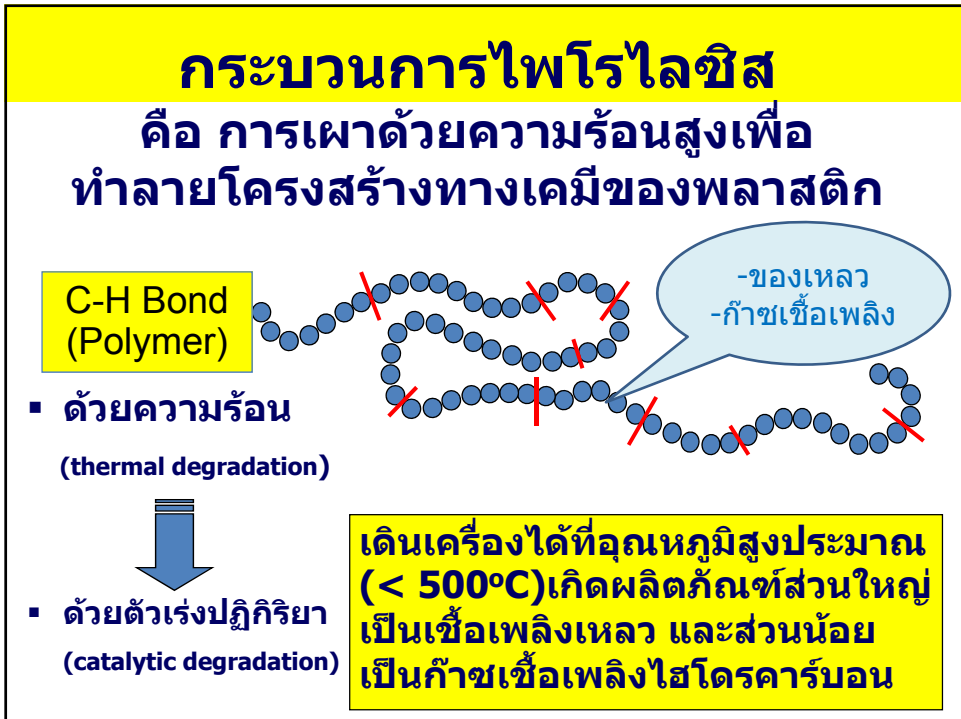 กระบวนการไพโรไลซิส
คือ การเผาด้วยความร้อนสูงเพื่อ
ทำลายโครงสร้างทางเคมีของพลาสติก
C-H Bond
(Polymer)
-ของเหลว
-ก๊าซเชื้อเพลิง
▪ ด้วยความร้อน
(thermal degradation)
▪ ด้วยตัวเร่งปฏิกิริยา
(catalytic degradation)
เดินเครื่องได้ที่อุณหภูมิสูงประมาณ
(< 500°C)เกิดผลิตภัณฑ์ส่วนใหญ่
เป็นเชื้อเพลิงเหลว และส่วนน้อย
เป็นก๊าซเชื้อเพลิงไฮโดรคาร์บอน